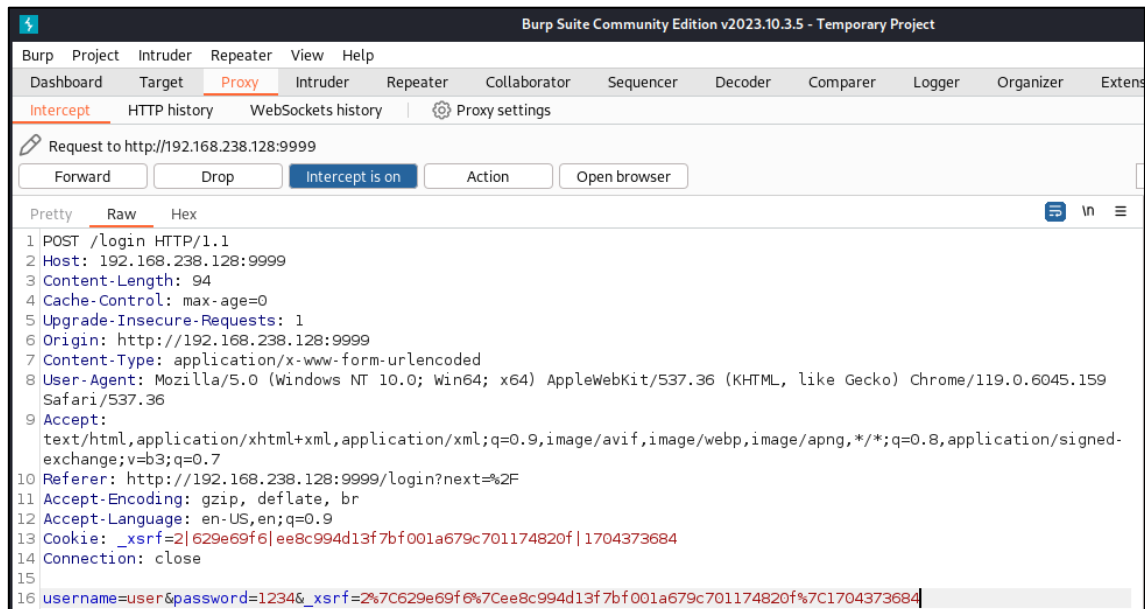 Burp Suite Community Edition v2023.10.3.5 - Temporary Project
Burp Project Intruder Repeater View Help
Dashboard Target Proxy Intruder Repeater Collaborator Sequencer Decoder Comparer Logger Organizer Extens
Intercept HTTP history WebSockets history Proxy settings
Request to http://192.168.238.128:9999
Forward Drop Intercept is on Action Open browser
Pretty Raw Hex \n
1 POST /login HTTP/1.1
2 Host: 192.168.238.128:9999
3 Content-Length: 94
4 Cache-Control: max-age=0
5 Upgrade-Insecure-Requests: 1
6 Origin: http://192.168.238.128:9999
7 Content-Type: application/x-www-form-urlencoded
8 User-Agent: Mozilla/5.0 (Windows NT 10.0; Win64; x64) AppleWebKit/537.36 (KHTML, like Gecko) Chrome/119.0.6045.159
Safari/537.36
9 Accept:
text/html,application/xhtml+xml,application/xml;q=0.9,image/avif,image/webp,image/apng,*/*;q=0.8,application/signed-
exchange;v=b3;q=0.7
10 Referer: http://192.168.238.128:9999/login?next=%2F
11 Accept-Encoding: gzip, deflate, br
12 Accept-Language: en-US,en;q=0.9
13 Cookie: _xsrf=2|629e69f6|ee8c994d13f7bf001a679c701174820f|1704373684
14 Connection: close
15
16 username=user&password=1234&_xsrf=2%7C629e69f6%7Cee8c994d13f7bf001a679c701174820f%7C1704373684